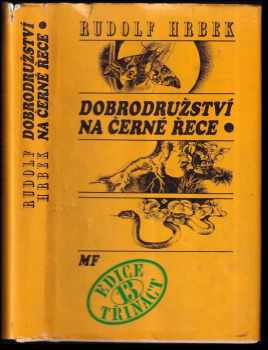 RUDOLF
HRBEK
DOBRODRUŽSTVÍ
NA ČERNÉ ŘECE
RUDOLF HRBEK
DOBRODRUŽSTVÍ
NA ČERNÉ ŘECE
MF
EDICE
13
TŘINÁCT